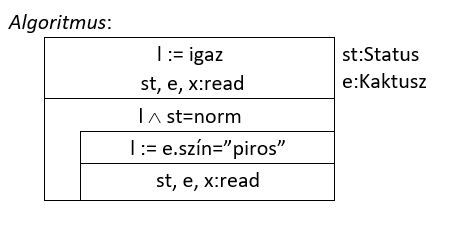 Algoritmus:
l := igaz
st:Status
st, e, x:read
e:Kaktusz
l ∧ st=norm
l := e.szín=”piros”
st, e, x:read